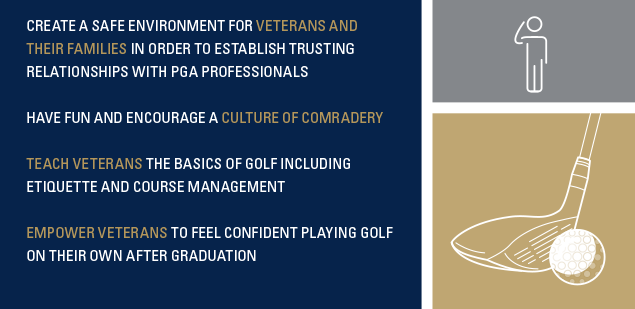 CREATE A SAFE ENVIRONMENT FOR VETERANS AND
THEIR FAMILIES IN ORDER TO ESTABLISH TRUSTING
RELATIONSHIPS WITH PGA PROFESSIONALS
HAVE FUN AND ENCOURAGE A CULTURE OF COMRADERY
TEACH VETERANS THE BASICS OF GOLF INCLUDING
ETIQUETTE AND COURSE MANAGEMENT
EMPOWER VETERANS TO FEEL CONFIDENT PLAYING GOLF
ON THEIR OWN AFTER GRADUATION